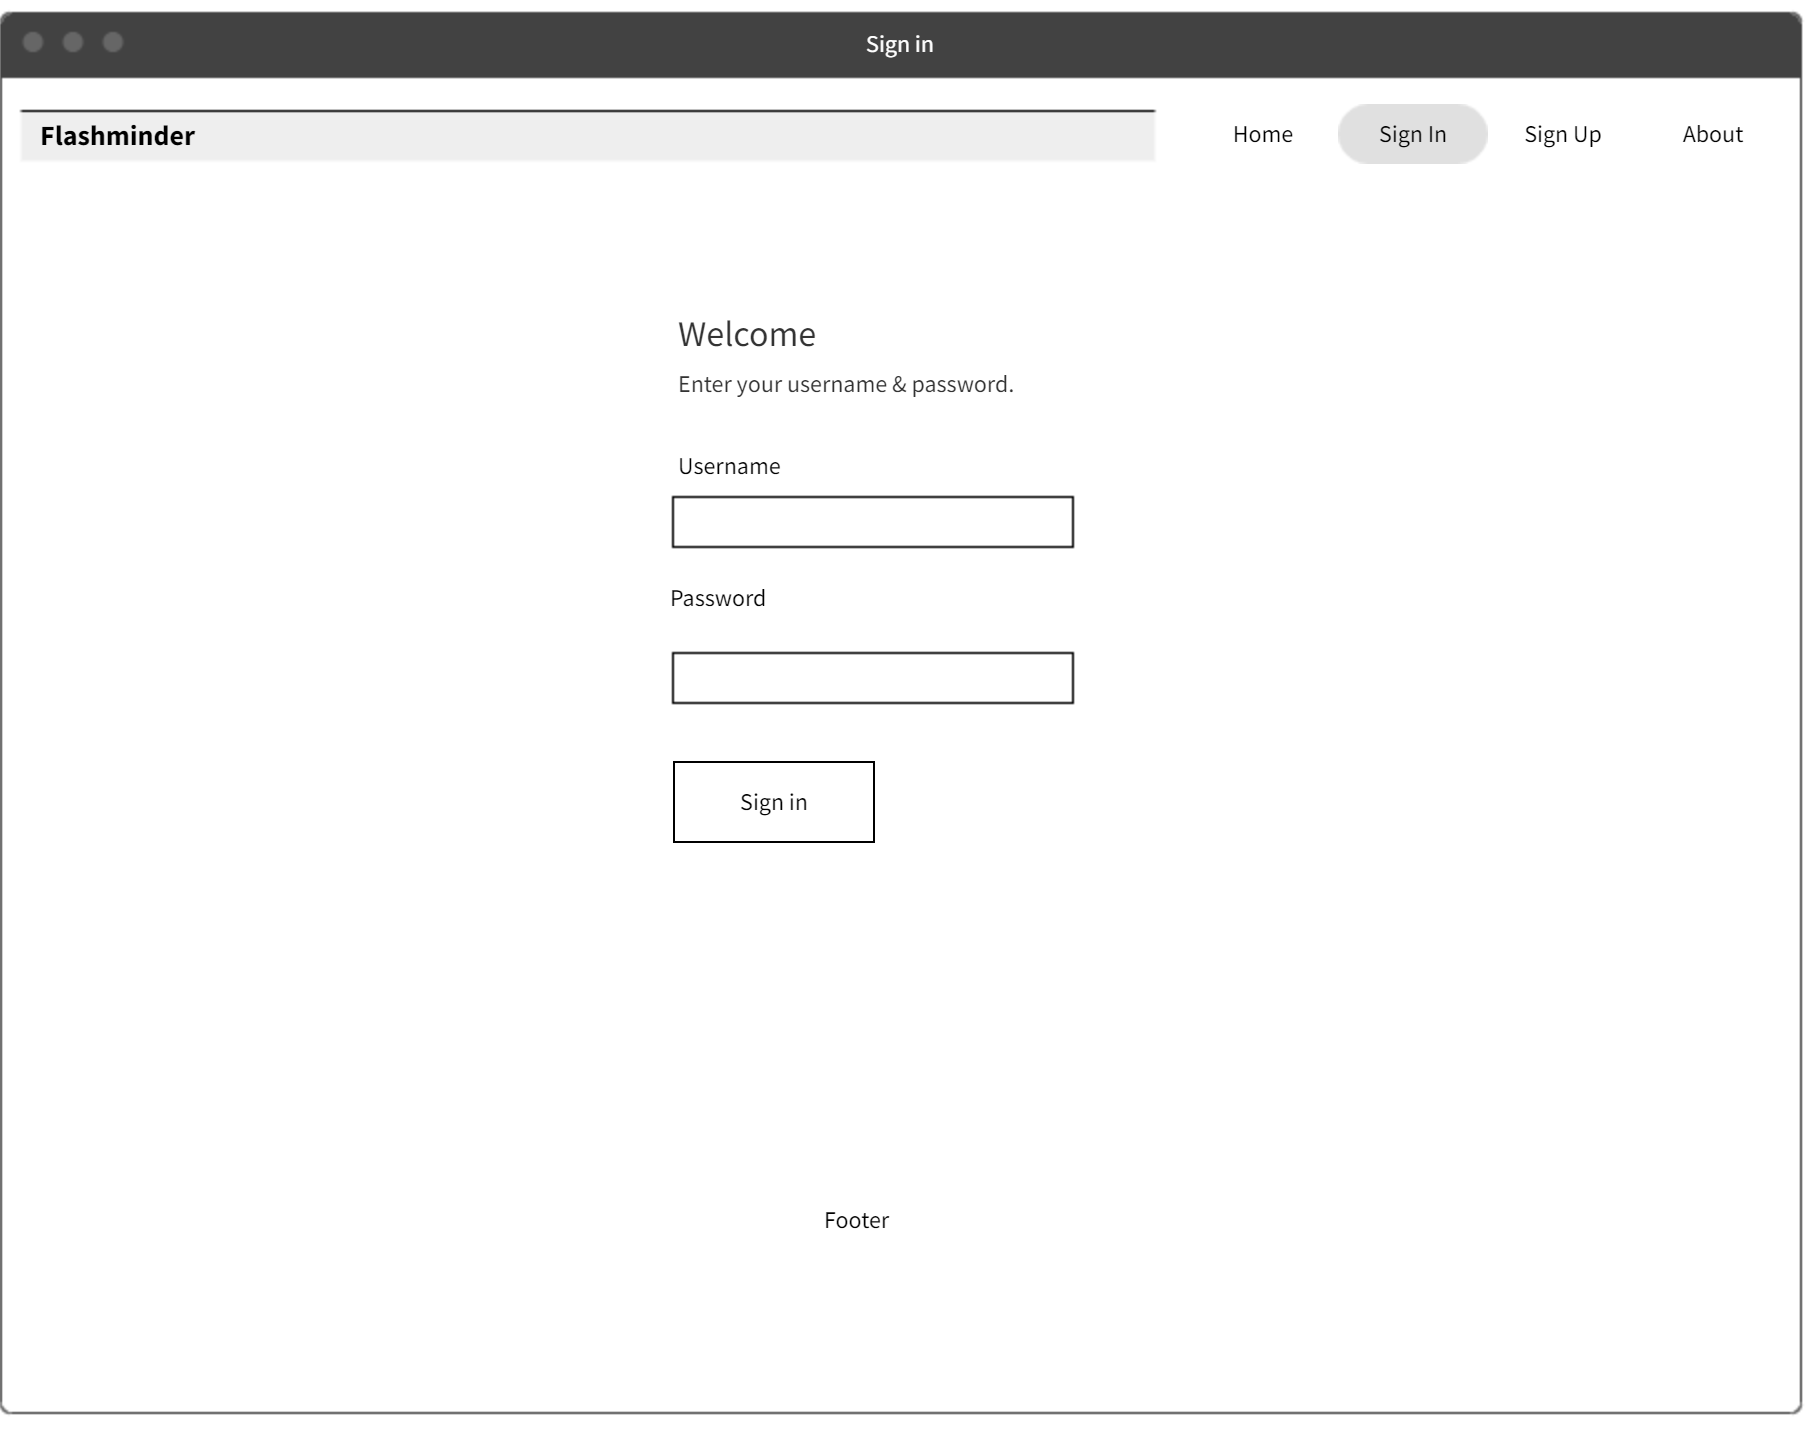 Sign in
Flashminder
Home Sign In Sign Up About
Welcome
Enter your username & password.
Username
Password
Sign in
Footer